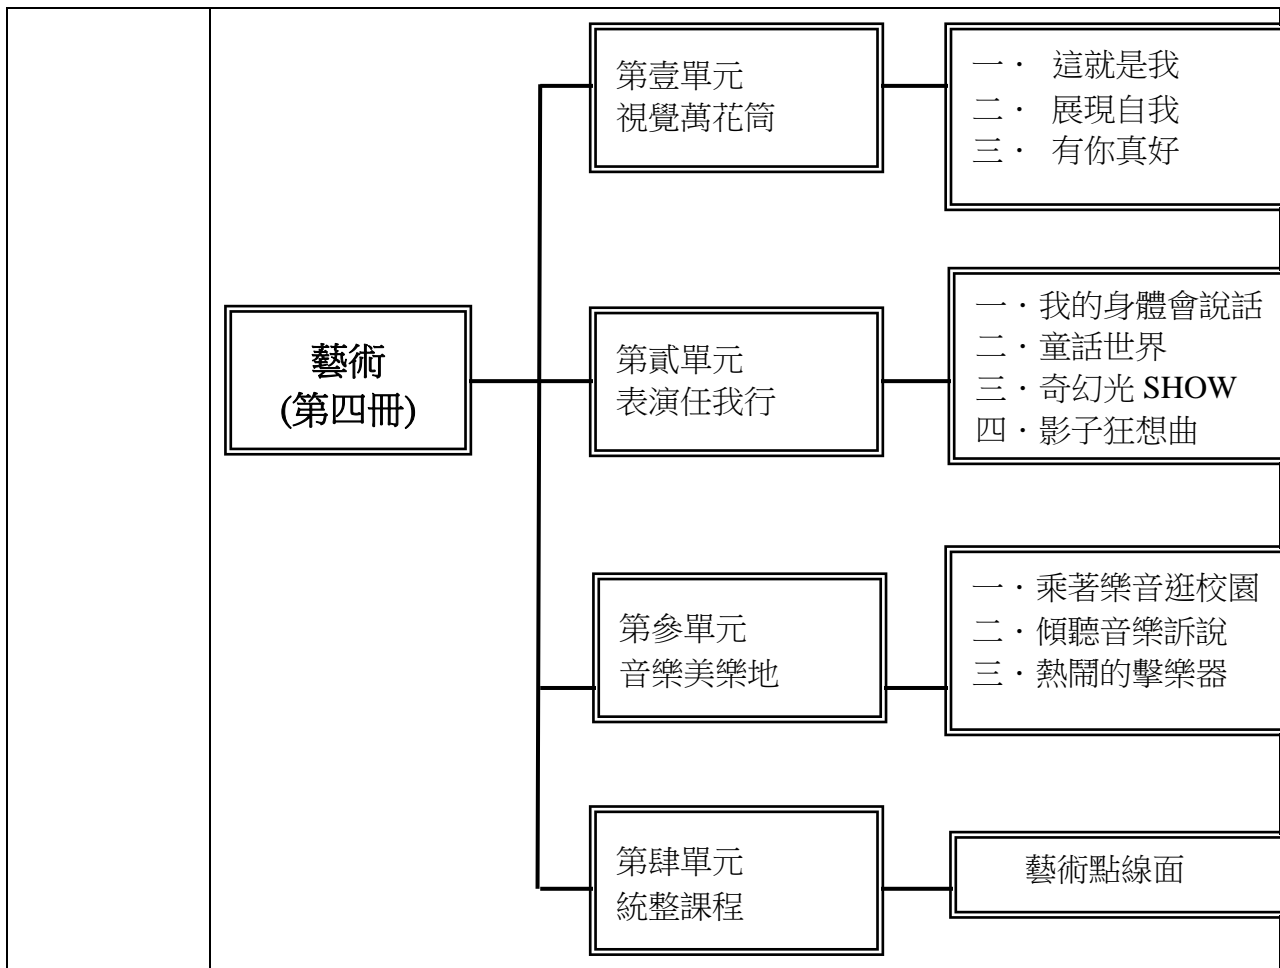 藝術
(第四冊)
第壹單元
視覺萬花筒
一． 這就是我
二． 展現自我
三． 有你真好
第貳單元
表演任我行
一．我的身體會說話
二．童話世界
三．奇幻光 SHOW
四．影子狂想曲
第參單元
音樂美樂地
一．乘著樂音逛校園
二．傾聽音樂訴說
三．熱鬧的擊樂器
第肆單元
統整課程
藝術點線面